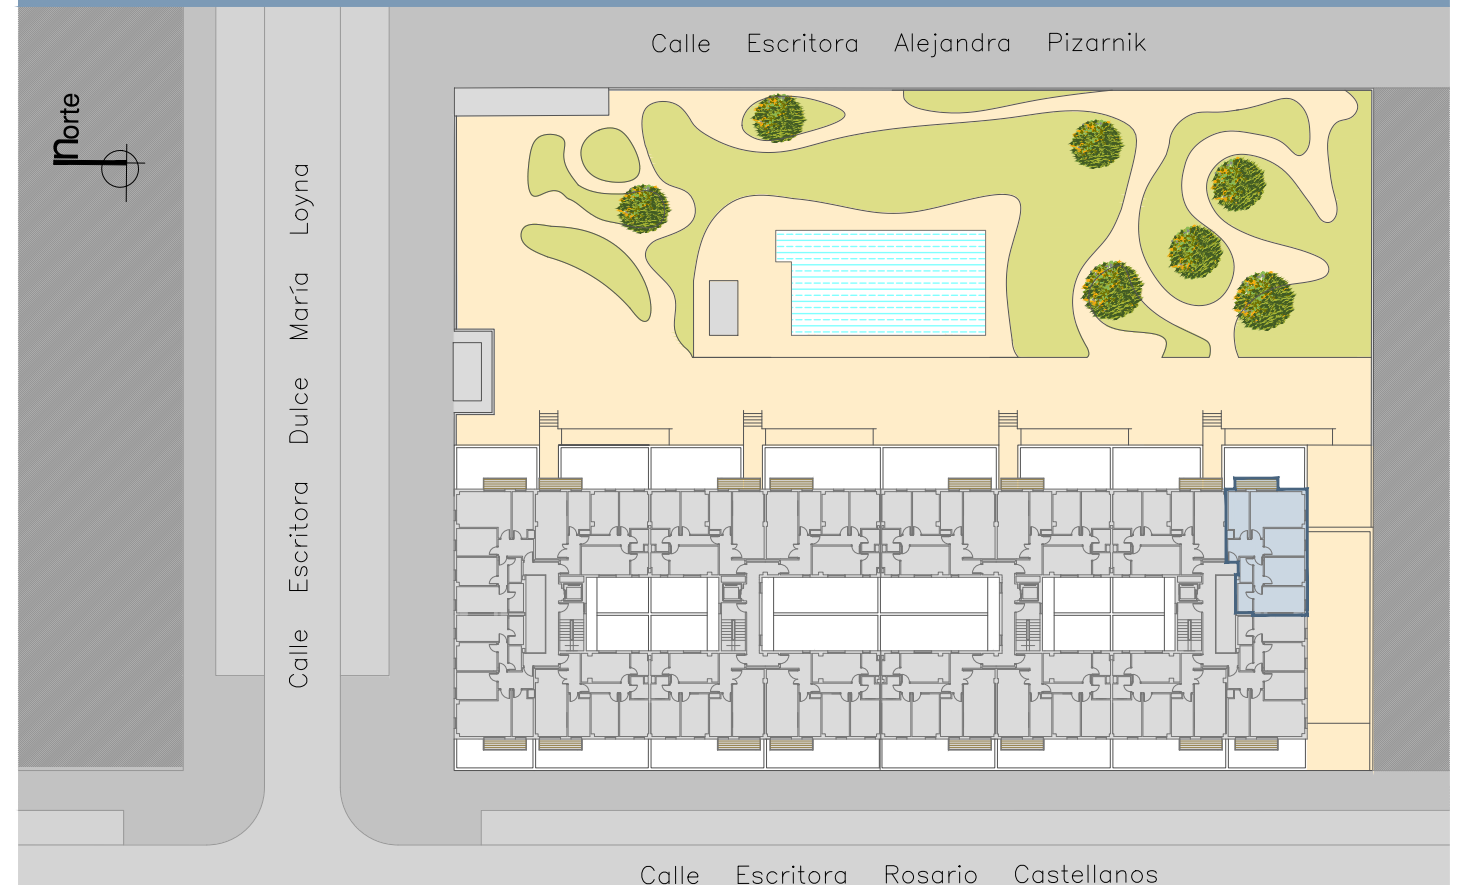 Calle Escritora Alejandra Pizarnik
norte
Calle Escritora Dulce María Loyna
Calle Escritora Rosario Castellanos